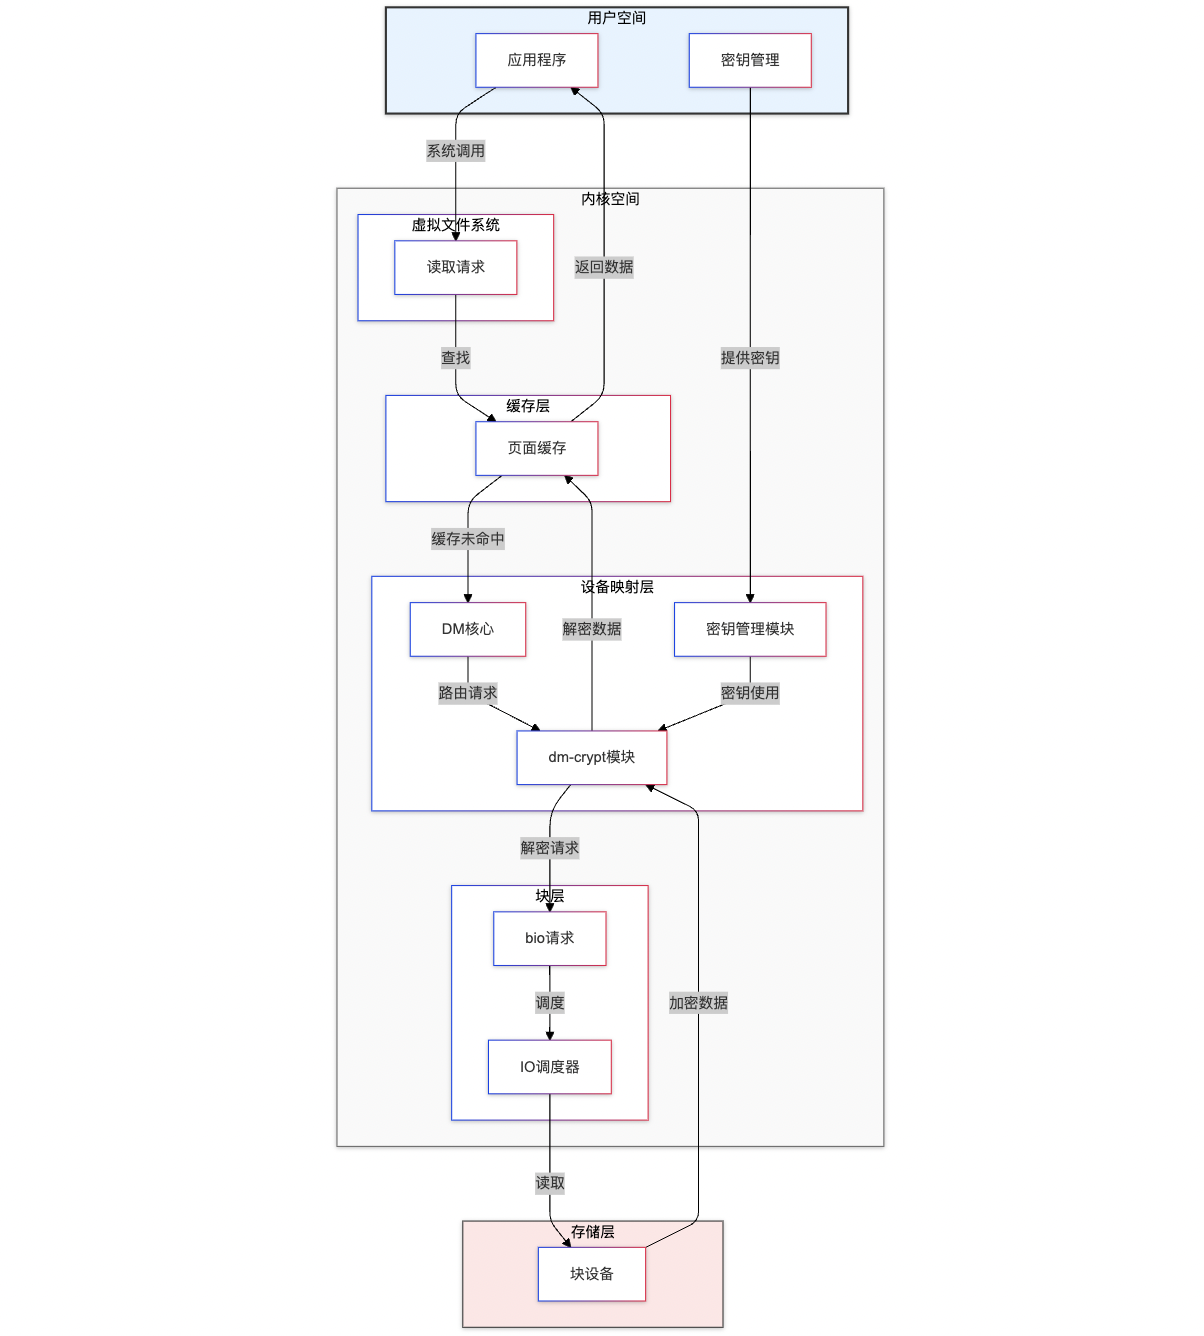 用户空间
应用程序
密钥管理
系统调用
内核空间
虚拟文件系统
读取请求
返回数据
查找
提供密钥
缓存层
页面缓存
缓存未命中
设备映射层
DM核心
解密数据
密钥管理模块
路由请求
密钥使用
dm-crypt模块
解密请求
块层
bio请求
调度
加密数据
IO调度器
读取
存储层
块设备